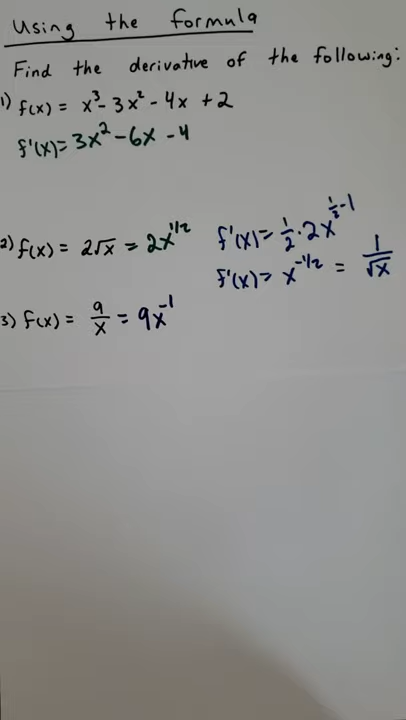 Using the formula
Find the derivative of the following:
1) f(x) = x³ - 3x² - 4x + 2
f'(x) = 3x² - 6x - 4
2) f(x) = 2√x = 2x^(1/2)
f'(x) = 1/2 · 2x^(1/2 - 1)
f'(x) = x^(-1/2) = 1/√x
3) f(x) = 9/x = 9x⁻¹